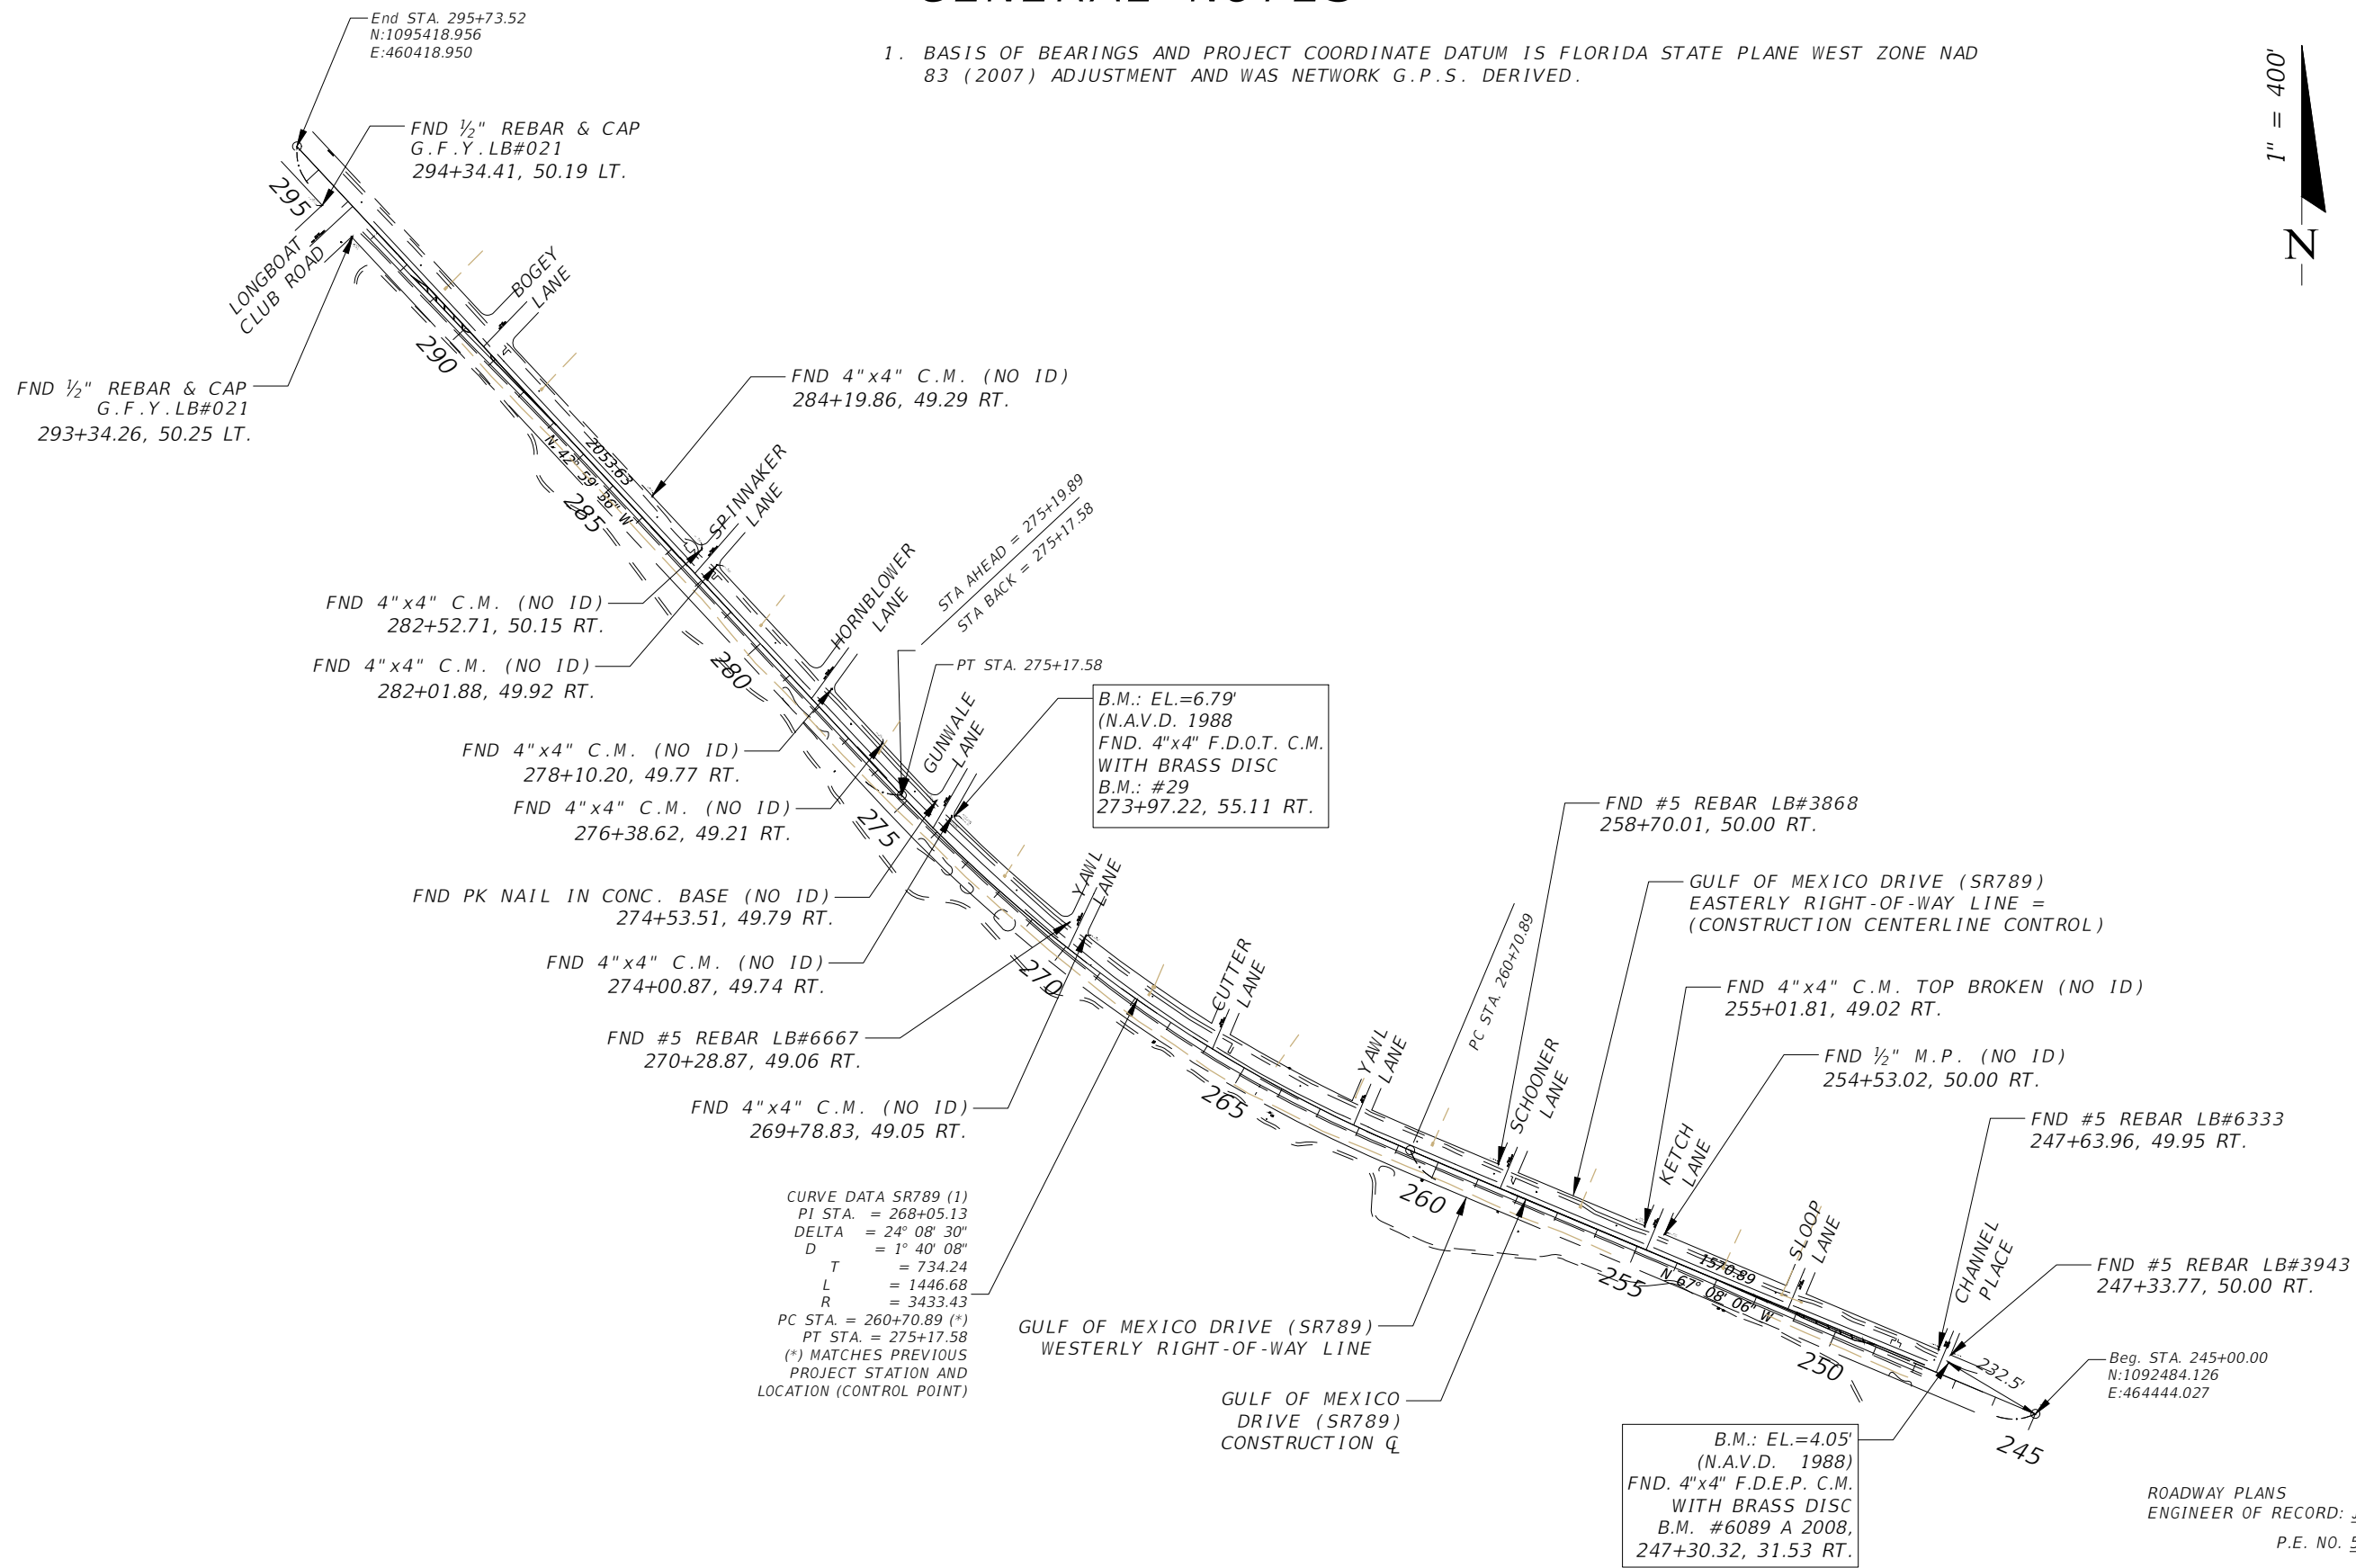 GENERAL NOTES
1. BASIS OF BEARINGS AND PROJECT COORDINATE DATUM IS FLORIDA STATE PLANE WEST ZONE NAD
83 (2007) ADJUSTMENT AND WAS NETWORK G.P.S. DERIVED.
1" = 400'
N
End STA. 295+73.52
N:1095418.956
E:460418.950
FND ½" REBAR & CAP
G.F.Y.LB#021
294+34.41, 50.19 LT.
295
LONGBOAT
CLUB ROAD
BOGEY
LANE
290
FND ½" REBAR & CAP
G.F.Y.LB#021
293+34.26, 50.25 LT.
FND 4"x4" C.M. (NO ID)
284+19.86, 49.29 RT.
2053.63
N 42° 59' 36" W
285
SPINNAKER
LANE
STA AHEAD = 275+19.89
STA BACK = 275+17.58
FND 4"x4" C.M. (NO ID)
282+52.71, 50.15 RT.
HORNBLOWER
LANE
FND 4"x4" C.M. (NO ID)
282+01.88, 49.92 RT.
280
PT STA. 275+17.58
GUNWALE
LANE
B.M.: EL.=6.79'
(N.A.V.D. 1988
FND. 4"x4" F.D.O.T. C.M.
WITH BRASS DISC
B.M.: #29
273+97.22, 55.11 RT.
FND 4"x4" C.M. (NO ID)
278+10.20, 49.77 RT.
FND 4"x4" C.M. (NO ID)
276+38.62, 49.21 RT.
275
FND #5 REBAR LB#3868
258+70.01, 50.00 RT.
YAWL
LANE
FND PK NAIL IN CONC. BASE (NO ID)
274+53.51, 49.79 RT.
GULF OF MEXICO DRIVE (SR789)
EASTERLY RIGHT-OF-WAY LINE =
(CONSTRUCTION CENTERLINE CONTROL)
FND 4"x4" C.M. (NO ID)
274+00.87, 49.74 RT.
270
CUTTER
LANE
PC STA. 260+70.89
FND 4"x4" C.M. TOP BROKEN (NO ID)
255+01.81, 49.02 RT.
FND #5 REBAR LB#6667
270+28.87, 49.06 RT.
YAWL
LANE
SCHOONER
LANE
FND ½" M.P. (NO ID)
254+53.02, 50.00 RT.
FND 4"x4" C.M. (NO ID)
269+78.83, 49.05 RT.
265
KETCH
LANE
FND #5 REBAR LB#6333
247+63.96, 49.95 RT.
CURVE DATA SR789 (1)
PI STA. = 268+05.13
DELTA = 24° 08' 30"
D = 1° 40' 08"
T = 734.24
L = 1446.68
R = 3433.43
PC STA. = 260+70.89 (*)
PT STA. = 275+17.58
(*) MATCHES PREVIOUS
PROJECT STATION AND
LOCATION (CONTROL POINT)
260
SLOOP
LANE
CHANNEL
PLACE
1570.89
N 67° 08' 06" W
255
FND #5 REBAR LB#3943
247+33.77, 50.00 RT.
GULF OF MEXICO DRIVE (SR789)
WESTERLY RIGHT-OF-WAY LINE
250
232.5'
Beg. STA. 245+00.00
N:1092484.126
E:464444.027
GULF OF MEXICO
DRIVE (SR789)
CONSTRUCTION ℄
245
B.M.: EL.=4.05'
(N.A.V.D. 1988)
FND. 4"x4" F.D.E.P. C.M.
WITH BRASS DISC
B.M. #6089 A 2008,
247+30.32, 31.53 RT.
ROADWAY PLANS
ENGINEER OF RECORD:
P.E. NO. 5